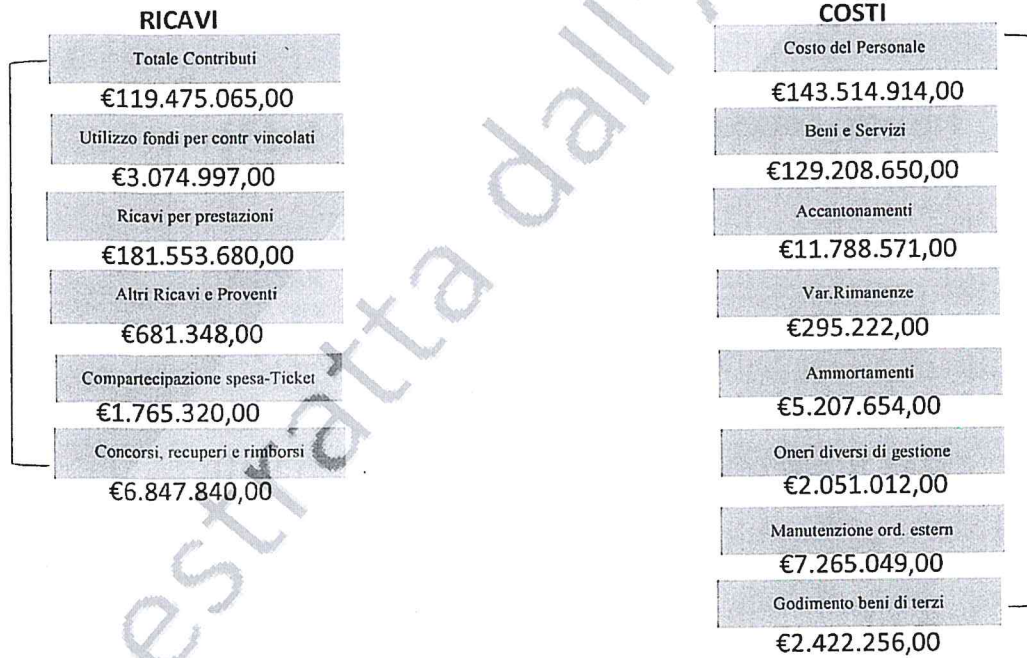 RICAVI
Totale Contributi
€119.475.065,00
Utilizzo fondi per contr vincolati
€3.074.997,00
Ricavi per prestazioni
€181.553.680,00
Altri Ricavi e Proventi
€681.348,00
Compartecipazione spesa-Ticket
€1.765.320,00
Concorsi, recuperi e rimborsi
€6.847.840,00
COSTI
Costo del Personale
€143.514.914,00
Beni e Servizi
€129.208.650,00
Accantonamenti
€11.788.571,00
Var.Rimanenze
€295.222,00
Ammortamenti
€5.207.654,00
Oneri diversi di gestione
€2.051.012,00
Manutenzione ord. estern
€7.265.049,00
Godimento beni di terzi
€2.422.256,00
estratta dall